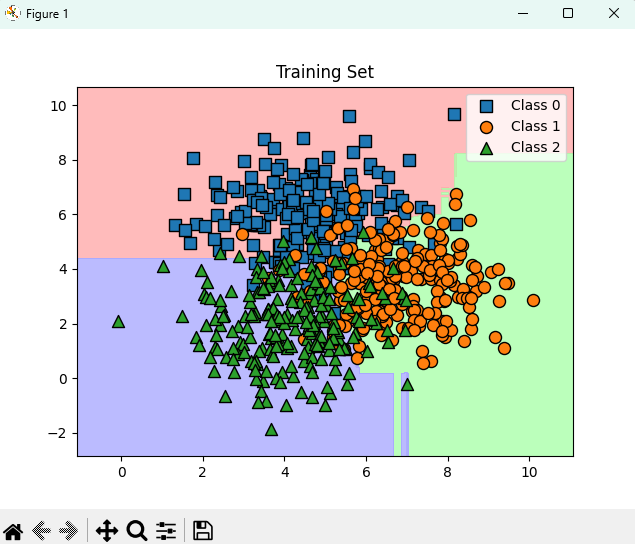 Figure 1
Training Set
Class 0
Class 1
Class 2
10
8
6
4
2
0
−2
0 2 4 6 8 10